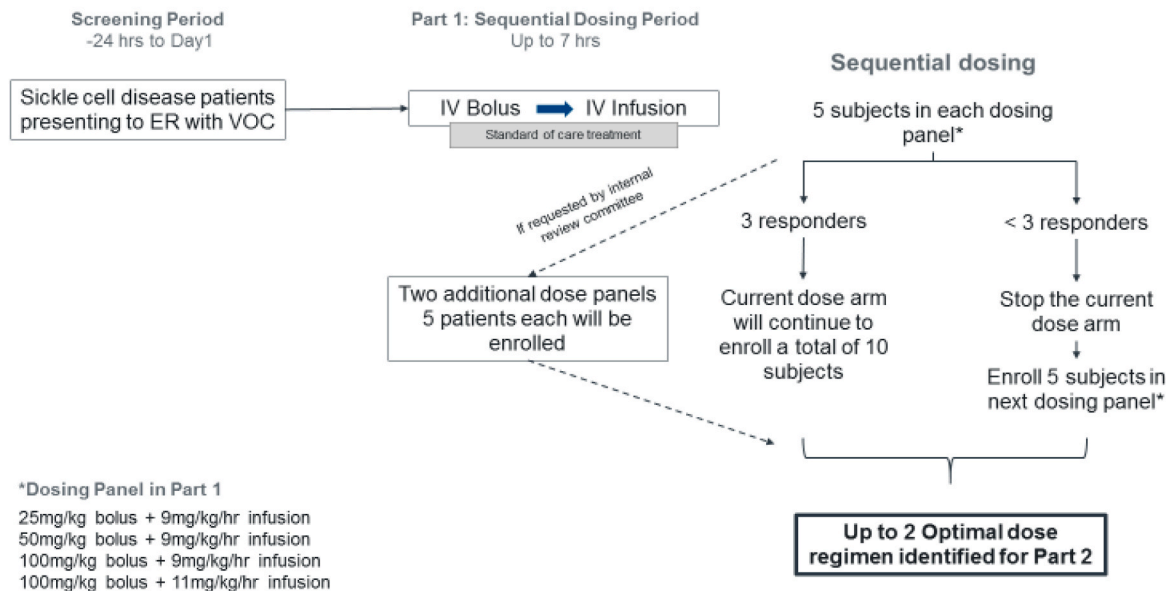 Screening Period
-24 hrs to Day1
Part 1: Sequential Dosing Period
Up to 7 hrs
Sickle cell disease patients
presenting to ER with VOC
IV Bolus
IV Infusion
Standard of care treatment
Sequential dosing
5 subjects in each dosing
panel*
If requested by internal
review committee
3 responders
< 3 responders
Two additional dose panels
5 patients each will be
enrolled
Current dose arm
will continue to
enroll a total of 10
subjects
Stop the current
dose arm
Enroll 5 subjects in
next dosing panel*
*Dosing Panel in Part 1
25mg/kg bolus + 9mg/kg/hr infusion
50mg/kg bolus + 9mg/kg/hr infusion
100mg/kg bolus + 9mg/kg/hr infusion
100mg/kg bolus + 11mg/kg/hr infusion
Up to 2 Optimal dose
regimen identified for Part 2